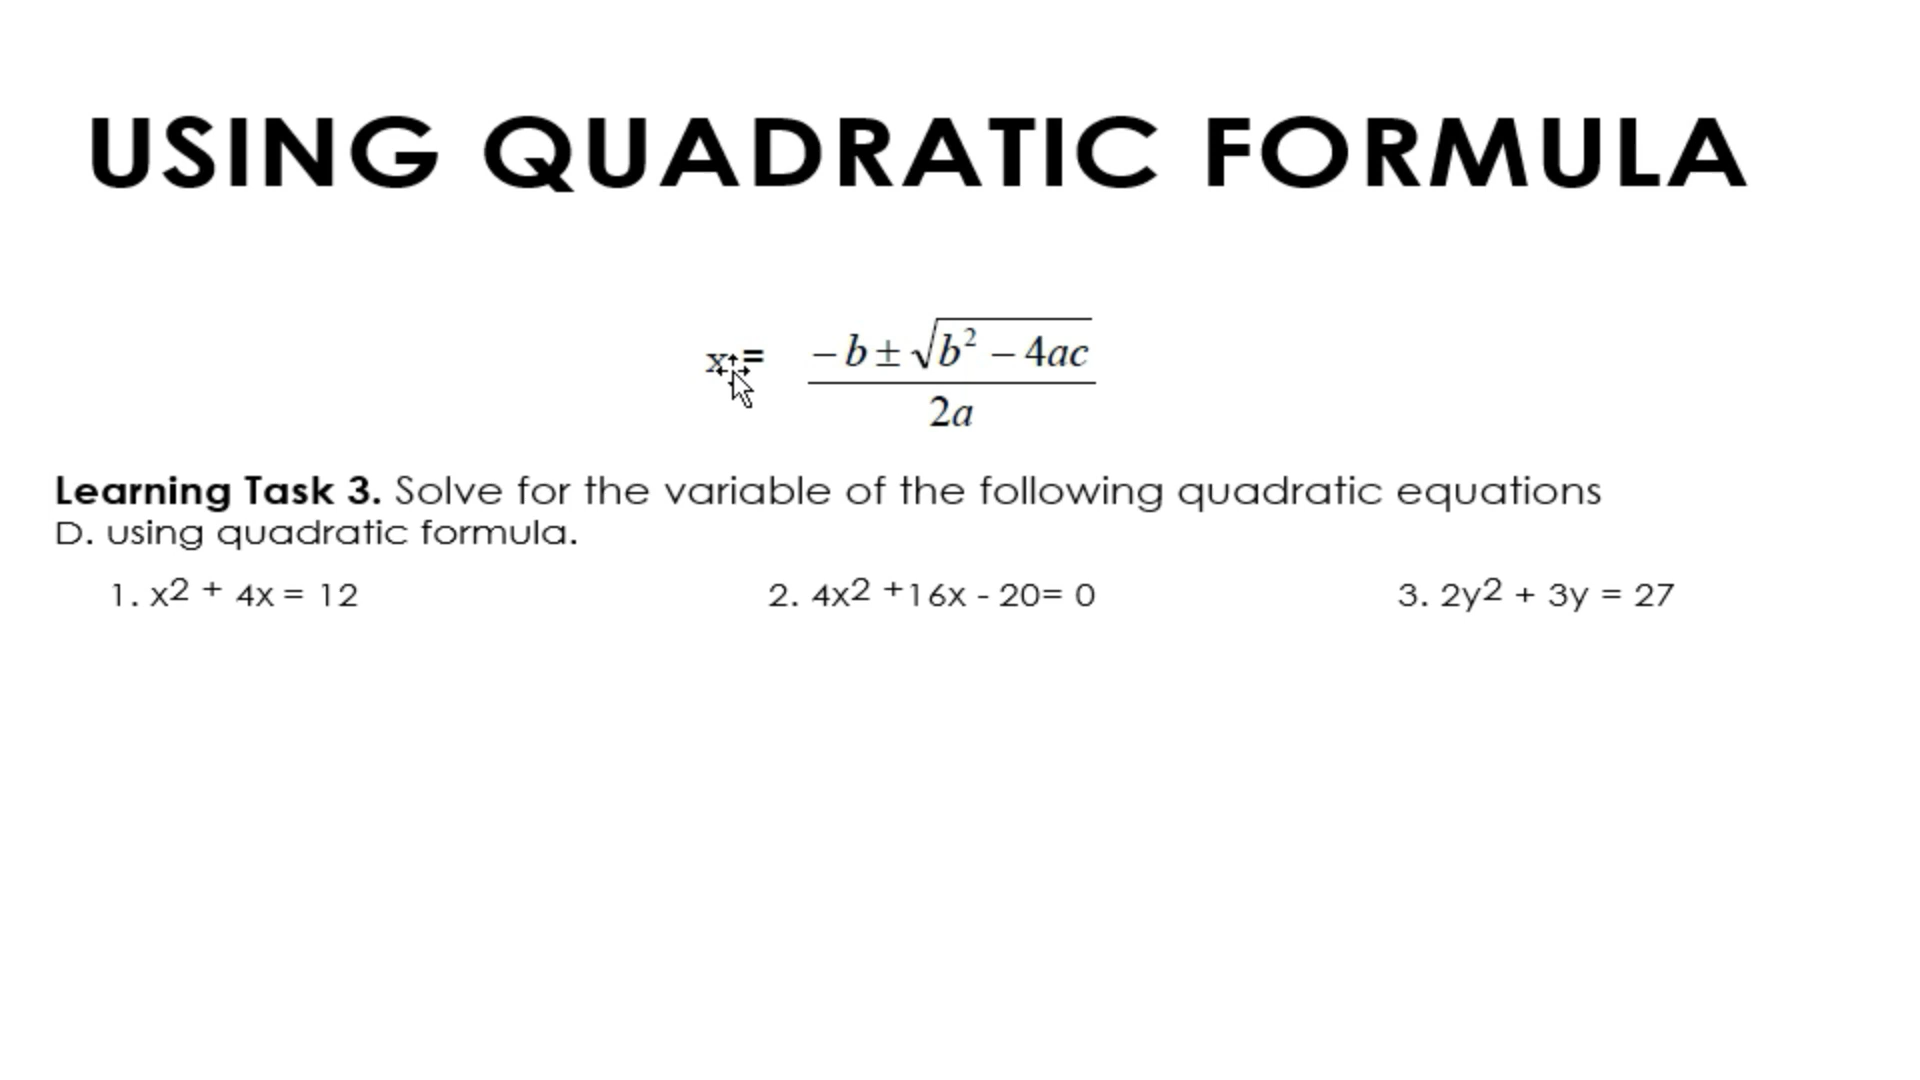 USING QUADRATIC FORMULA
x = −b ± √b² − 4ac
2a
Learning Task 3. Solve for the variable of the following quadratic equations
D. using quadratic formula.
1. x2 + 4x = 12 2. 4x2 +16x - 20= 0 3. 2y2 + 3y = 27